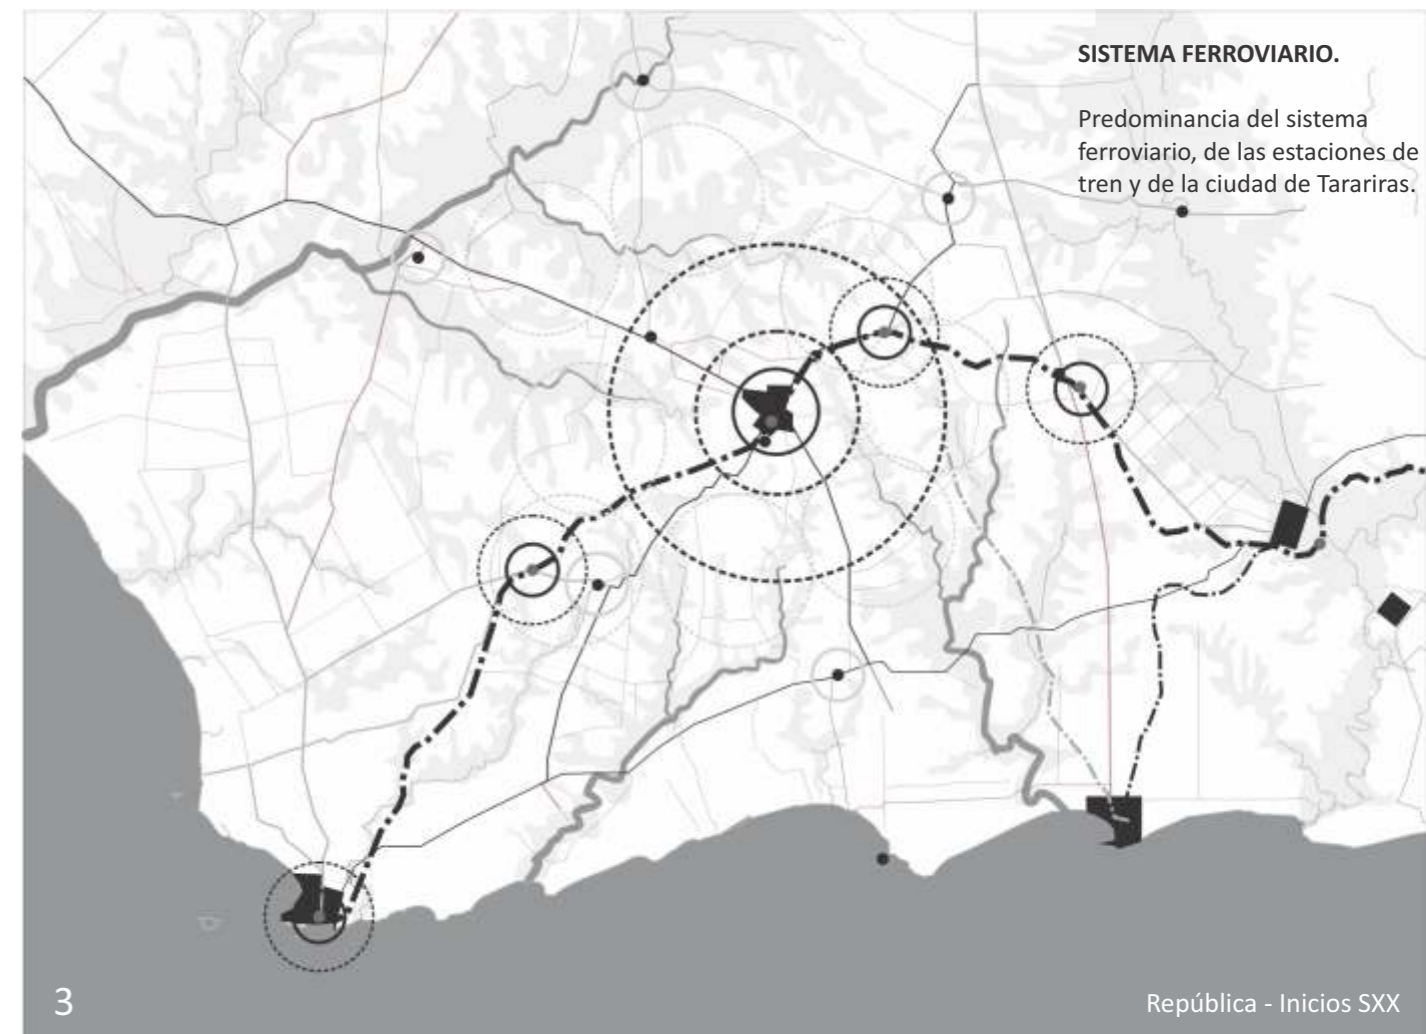 SISTEMA FERROVIARIO.
Predominancia del sistema
ferroviario, de las estaciones de
tren y de la ciudad de Tarariras.
3
República - Inicios SXX